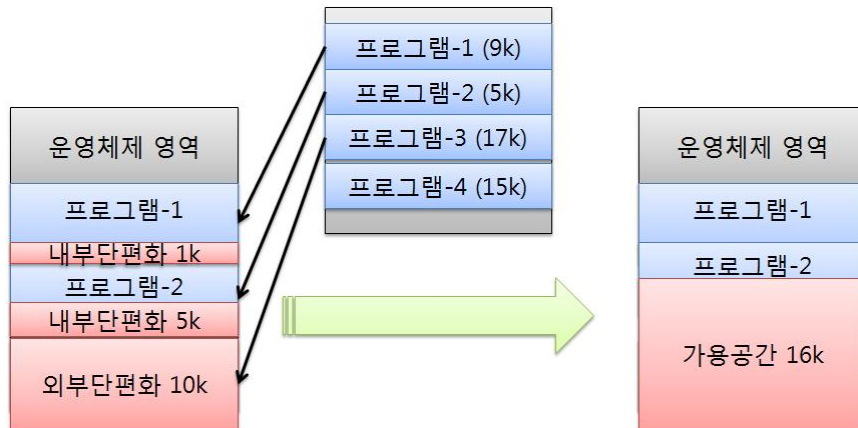 운영체제 영역
프로그램-1
내부단편화 1k
프로그램-2
내부단편화 5k
외부단편화 10k
프로그램-1 (9k)
프로그램-2 (5k)
프로그램-3 (17k)
프로그램-4 (15k)
운영체제 영역
프로그램-1
프로그램-2
가용공간 16k